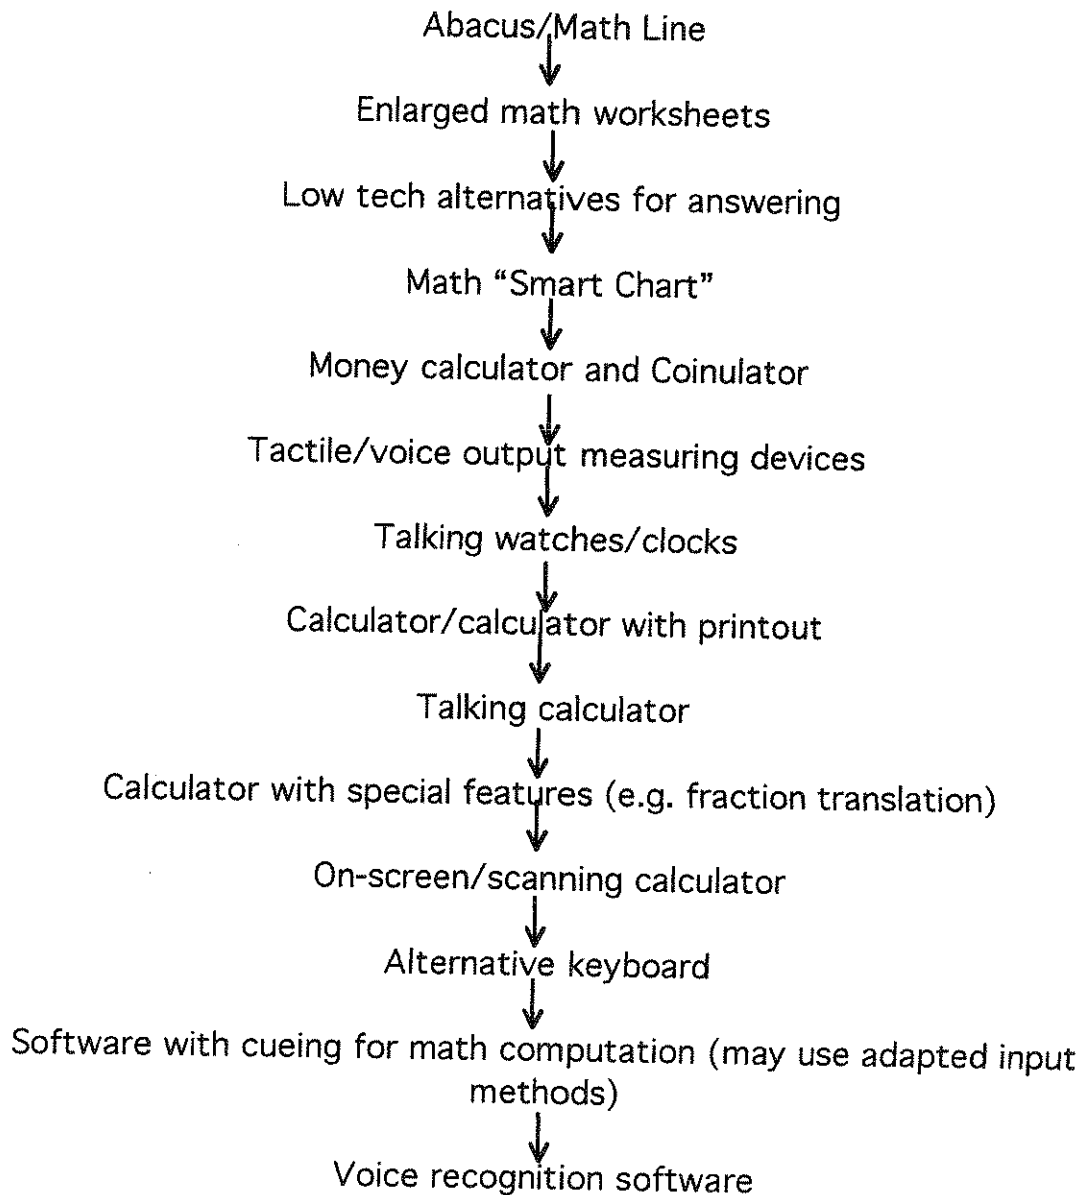 Abacus/Math Line
Enlarged math worksheets
Low tech alternatives for answering
Math “Smart Chart”
Money calculator and Coinulator
Tactile/voice output measuring devices
Talking watches/clocks
Calculator/calculator with printout
Talking calculator
Calculator with special features (e.g. fraction translation)
On-screen/scanning calculator
Alternative keyboard
Software with cueing for math computation (may use adapted input
methods)
Voice recognition software